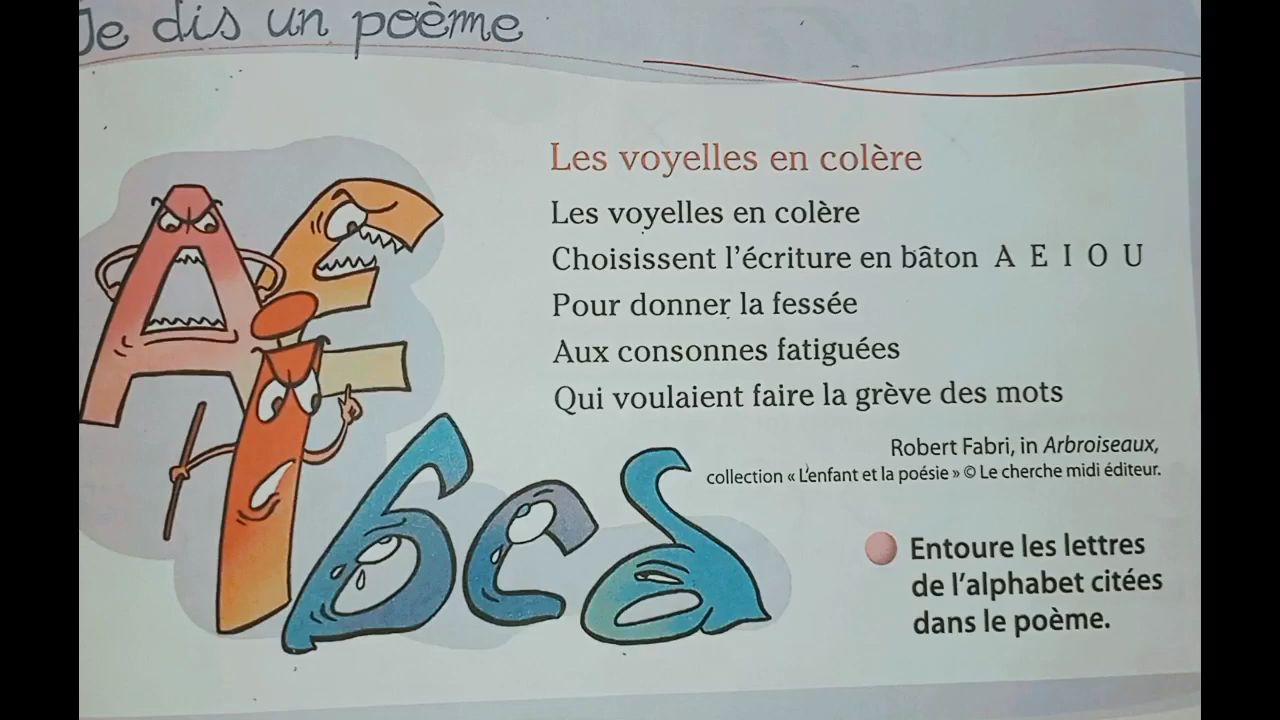 Je dis un poème
Les voyelles en colère
Les voyelles en colère
Choisissent l'écriture en bâton A E I O U
Pour donner la fessée
Aux consonnes fatiguées
Qui voulaient faire la grève des mots
Robert Fabri, in Arbroiseaux,
collection « L'enfant et la poésie » © Le cherche midi éditeur.
Entoure les lettres
de l'alphabet citées
dans le poème.
A E I
b c d